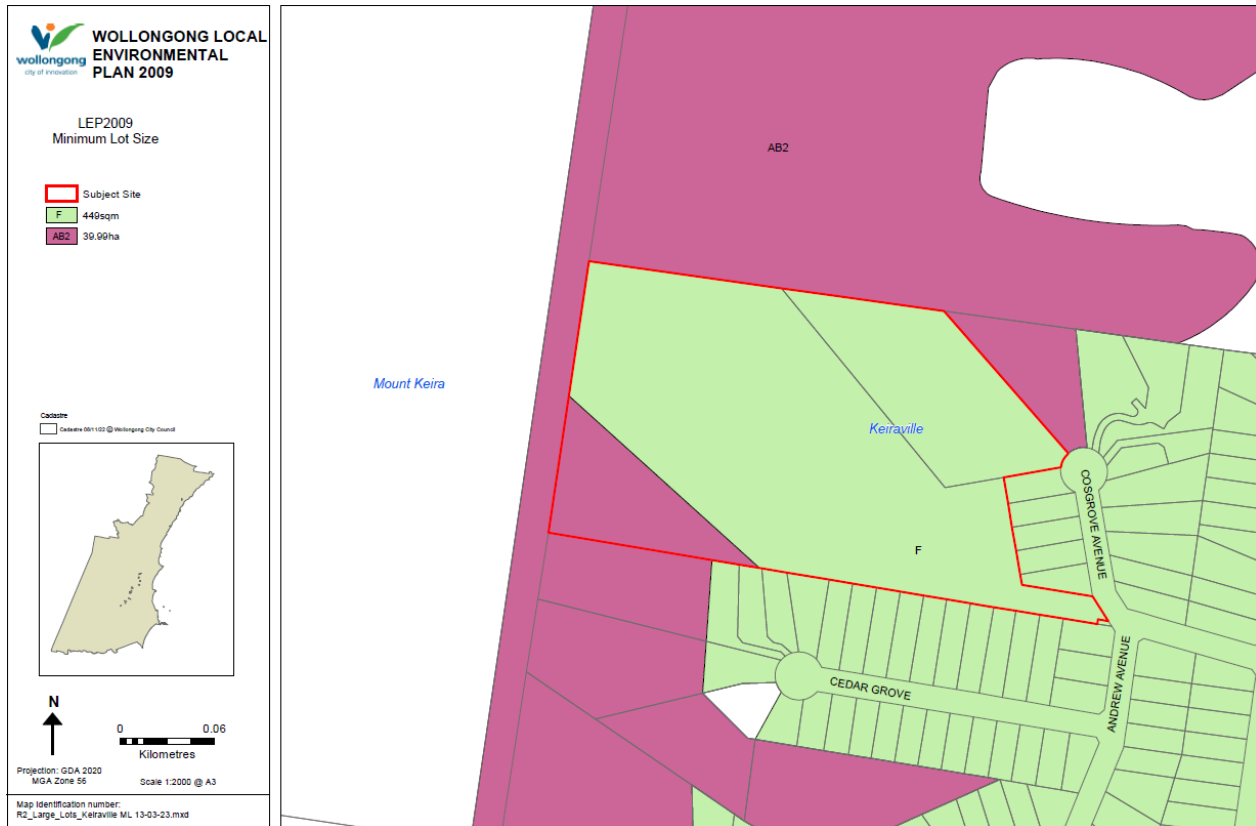 wollongong
city of innovation
WOLLONGONG LOCAL
ENVIRONMENTAL
PLAN 2009
LEP2009
Minimum Lot Size
Subject Site
F 449sqm
AB2 39.99ha
Cadastre
Cadastre 08/11/22 @ Wollongong City Council
N
0 0.06
Kilometres
Projection: GDA 2020
MGA Zone 56
Scale 1:2000 @ A3
Map Identification number:
R2_Large_Lots_Keiraville ML 13-03-23.mxd
AB2
Mount Keira
Keiraville
COSGROVE AVENUE
F
CEDAR GROVE
ANDREW AVENUE